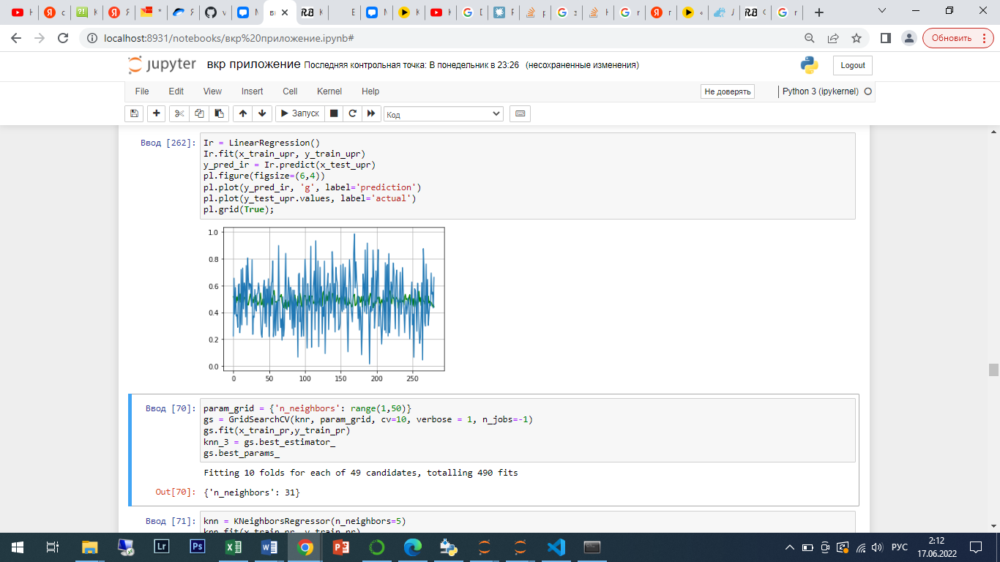 localhost:8931/notebooks/вкр%20приложение.ipynb#
Обновить
jupyter вкр приложение Последняя контрольная точка: В понедельник в 23:26 (несохраненные изменения)
Logout
File Edit View Insert Cell Kernel Help
Не доверять
Python 3 (ipykernel)
Запуск
Код
Ввод [262]:
Ir = LinearRegression()
Ir.fit(x_train_upr, y_train_upr)
y_pred_ir = Ir.predict(x_test_upr)
pl.figure(figsize=(6,4))
pl.plot(y_pred_ir, 'g', label='prediction')
pl.plot(y_test_upr.values, label='actual')
pl.grid(True);
1.0
0.8
0.6
0.4
0.2
0.0
0 50 100 150 200 250
Ввод [70]:
param_grid = {'n_neighbors': range(1,50)}
gs = GridSearchCV(knr, param_grid, cv=10, verbose = 1, n_jobs=-1)
gs.fit(x_train_pr,y_train_pr)
knn_3 = gs.best_estimator_
gs.best_params_
Fitting 10 folds for each of 49 candidates, totalling 490 fits
Out[70]: {'n_neighbors': 31}
Ввод [71]:
knn = KNeighborsRegressor(n_neighbors=5)
knn.fit(x_train_pr, y_train_pr)
Lr
Ps
РУС
2:12
17.06.2022